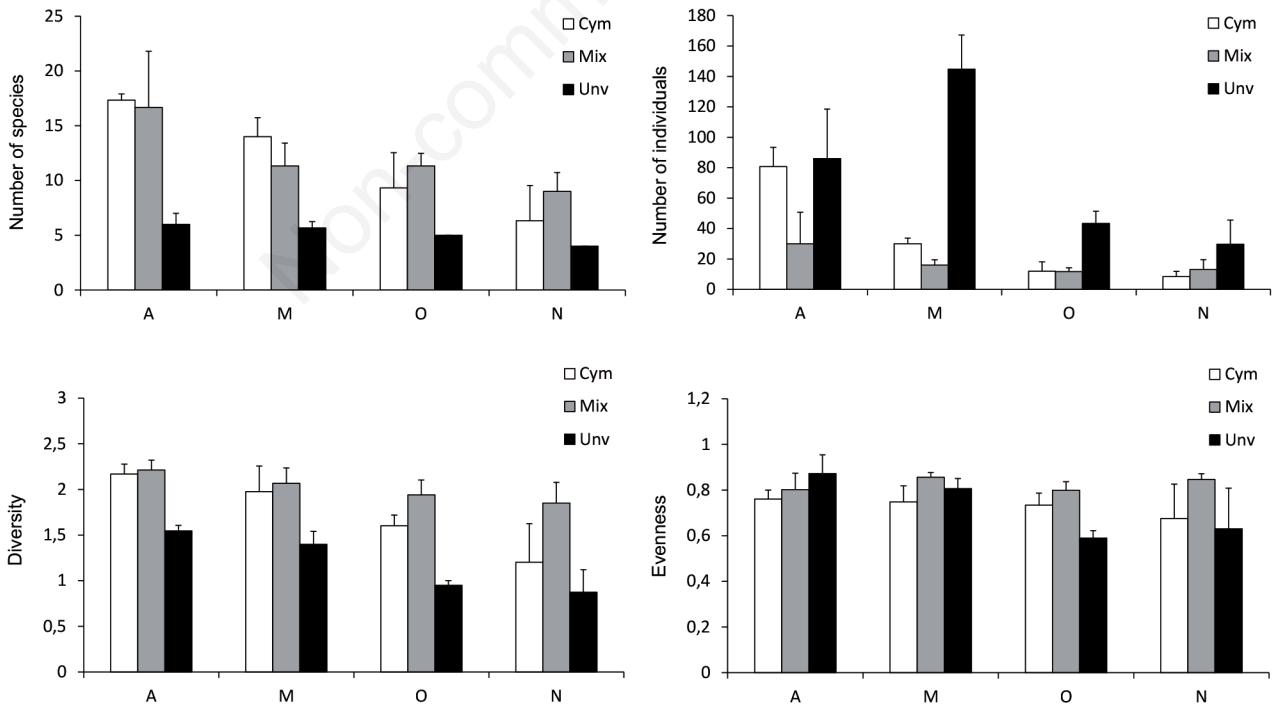 Number of species
25
20
15
10
5
0
A M O N
Cym
Mix
Unv
Number of individuals
180
160
140
120
100
80
60
40
20
0
A M O N
Cym
Mix
Unv
Diversity
3
2,5
2
1,5
1
0,5
0
A M O N
Cym
Mix
Unv
Evenness
1,2
1
0,8
0,6
0,4
0,2
0
A M O N
Cym
Mix
Unv
Non-comm